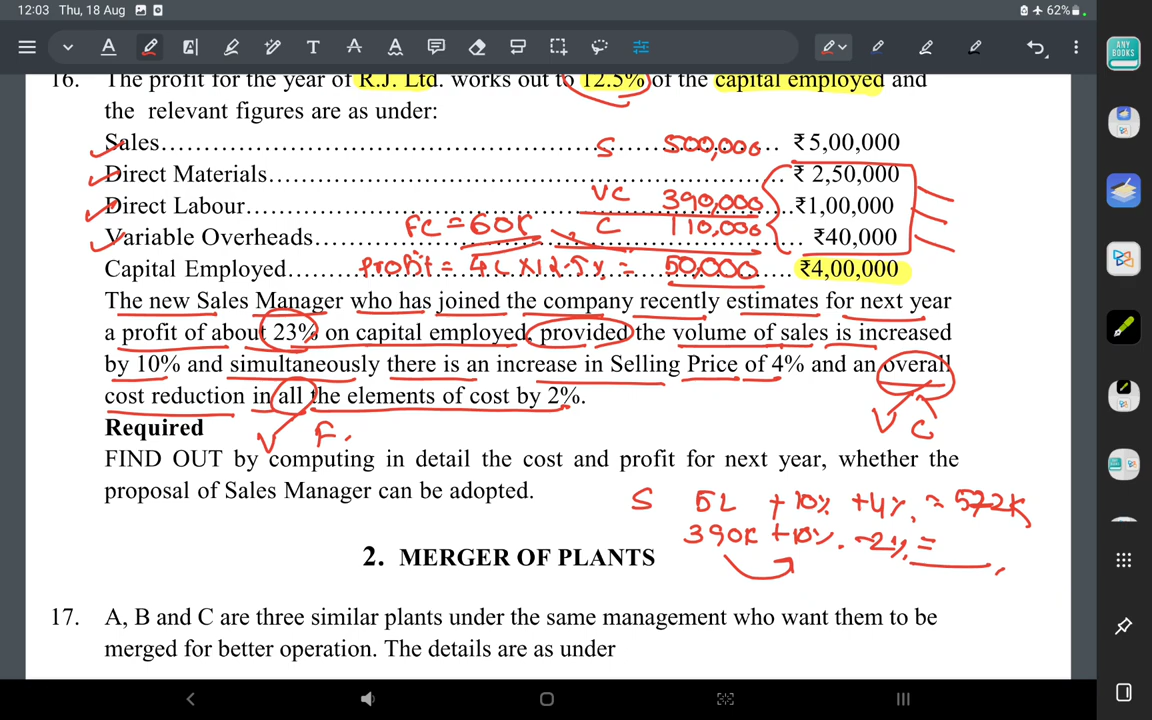 12:03 Thu, 18 Aug 62%
T
ANY BOOKS
16. The profit for the year of R.J. Ltd. works out to 12.5% of the capital employed and
the relevant figures are as under:
Sales.......... S 500,000 ₹ 5,00,000
Direct Materials.......... ₹ 2,50,000
VC 390,000
Direct Labour.......... ₹1,00,000
FC = 60K C 110,000
Variable Overheads.......... ₹40,000
Capital Employed.......... Profit = 4L X 12.5% = 50,000 ₹4,00,000
The new Sales Manager who has joined the company recently estimates for next year
a profit of about 23% on capital employed, provided the volume of sales is increased
by 10% and simultaneously there is an increase in Selling Price of 4% and an overall
cost reduction in all the elements of cost by 2%.
Required
V F. V C
FIND OUT by computing in detail the cost and profit for next year, whether the
proposal of Sales Manager can be adopted.
S 5L +10% +4% = 572K
390K +10% -2% =
2. MERGER OF PLANTS
17. A, B and C are three similar plants under the same management who want them to be
merged for better operation. The details are as under